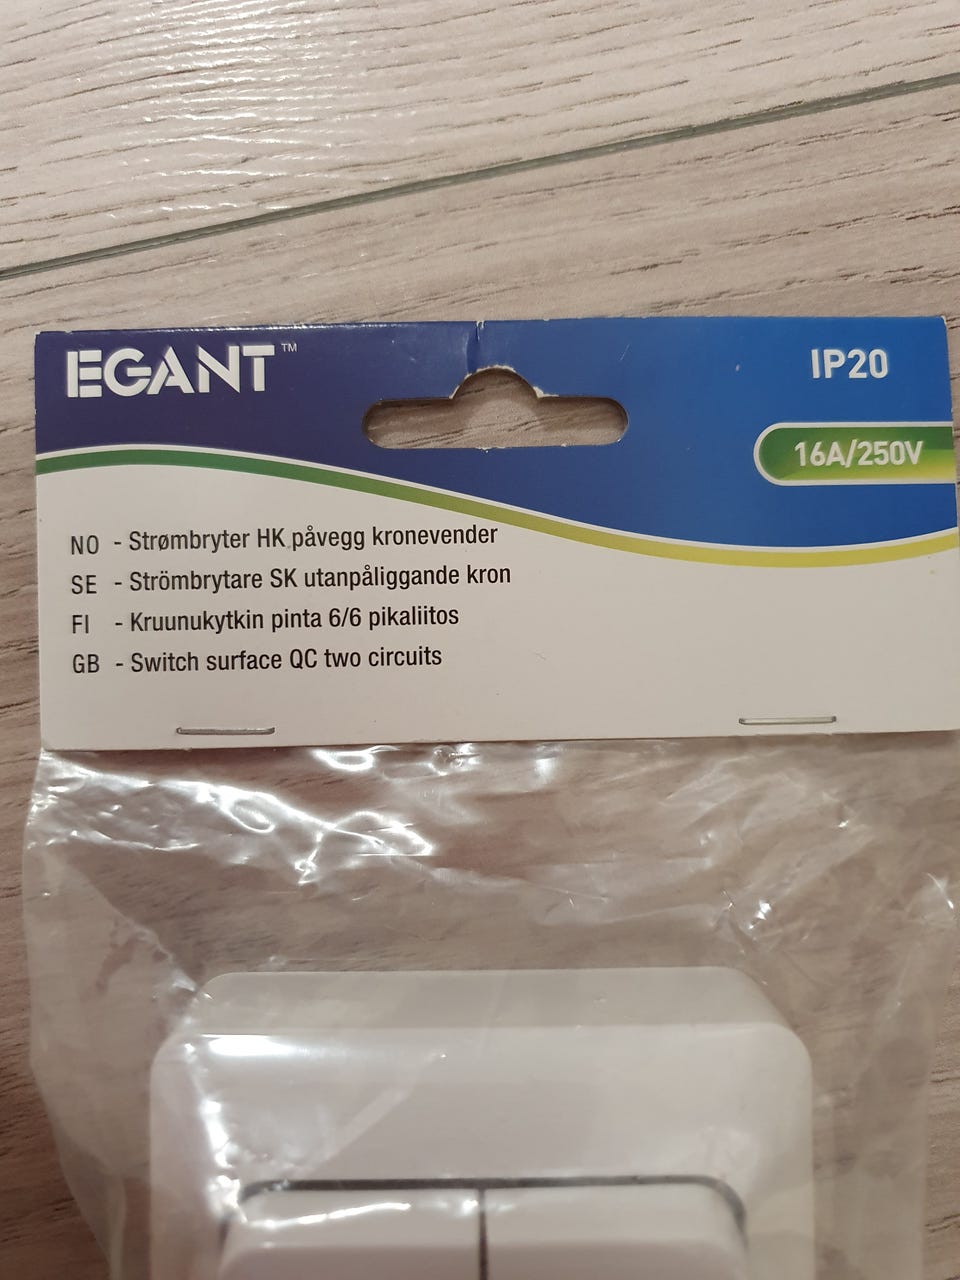 EGANT™
IP20
16A/250V
NO - Strømbryter HK påvegg kronevender
SE - Strömbrytare SK utanpåliggande kron
FI - Kruunukytkin pinta 6/6 pikaliitos
GB - Switch surface QC two circuits